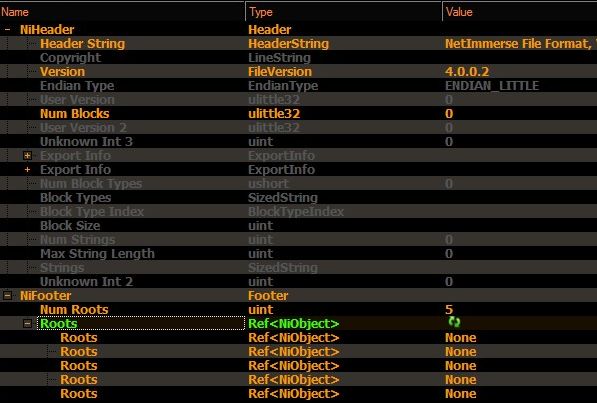 Name Type Value
NiHeader Header
Header String HeaderString NetImmerse File Format,
Copyright LineString
Version FileVersion 4.0.0.2
Endian Type EndianType ENDIAN_LITTLE
User Version ulittle32 0
Num Blocks ulittle32 0
User Version 2 ulittle32 0
Unknown Int 3 uint 0
Export Info ExportInfo
Export Info ExportInfo
Num Block Types ushort 0
Block Types SizedString
Block Type Index BlockTypeIndex
Block Size uint
Num Strings uint 0
Max String Length uint 0
Strings SizedString
Unknown Int 2 uint 0
NiFooter Footer
Num Roots uint 5
Roots Ref<NiObject>
Roots Ref<NiObject> None
Roots Ref<NiObject> None
Roots Ref<NiObject> None
Roots Ref<NiObject> None
Roots Ref<NiObject> None